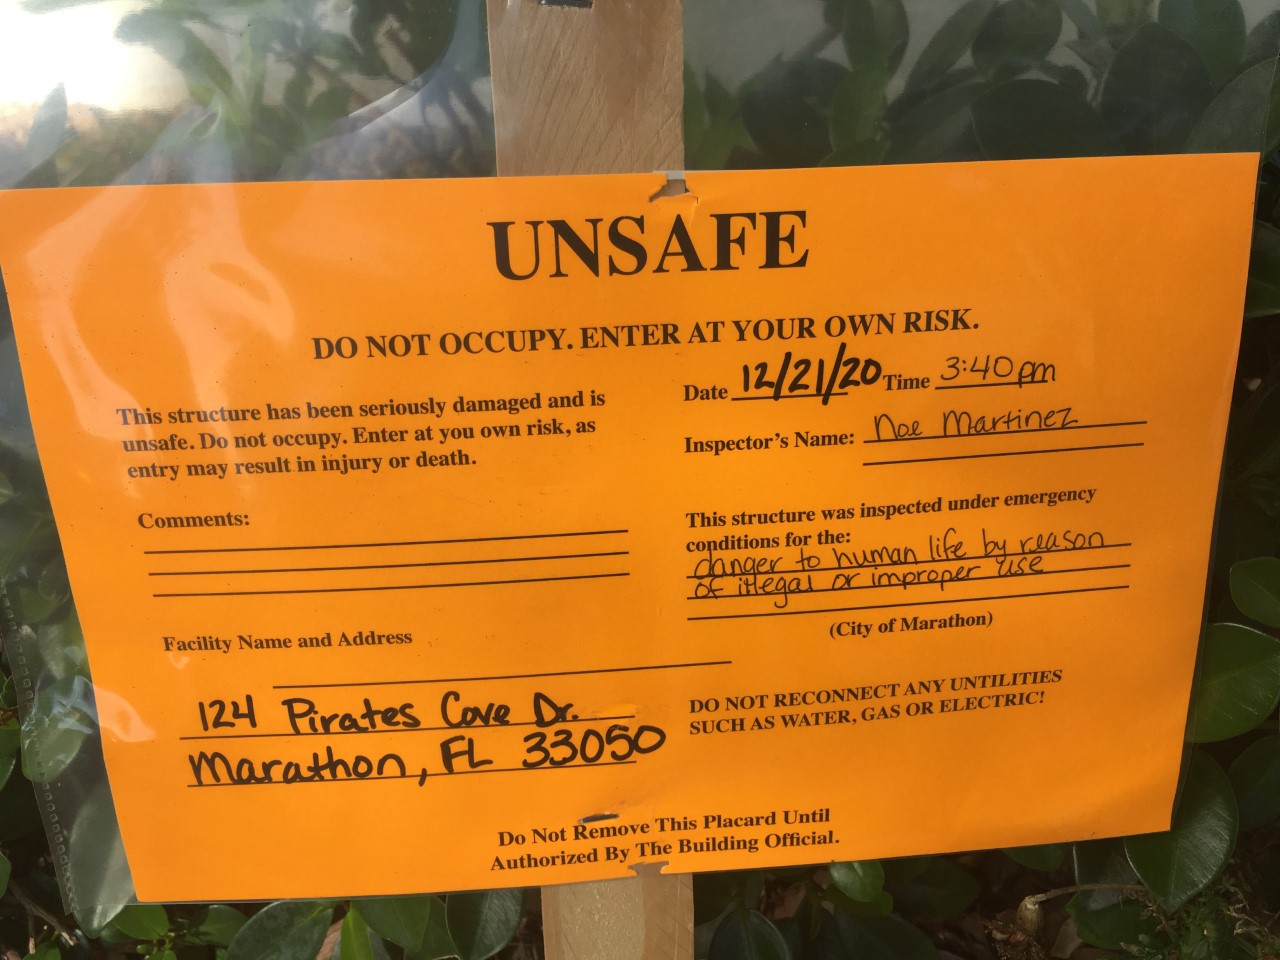 UNSAFE
DO NOT OCCUPY. ENTER AT YOUR OWN RISK.
This structure has been seriously damaged and is
unsafe. Do not occupy. Enter at you own risk, as
entry may result in injury or death.
Comments:
Facility Name and Address
124 Pirates Cove Dr.
Marathon, FL 33050
Date 12/21/20 Time 3:40 pm
Inspector's Name: Noe Martinez
This structure was inspected under emergency
conditions for the:
danger to human life by reason
of illegal or improper use
(City of Marathon)
DO NOT RECONNECT ANY UNTILITIES
SUCH AS WATER, GAS OR ELECTRIC!
Do Not Remove This Placard Until
Authorized By The Building Official.